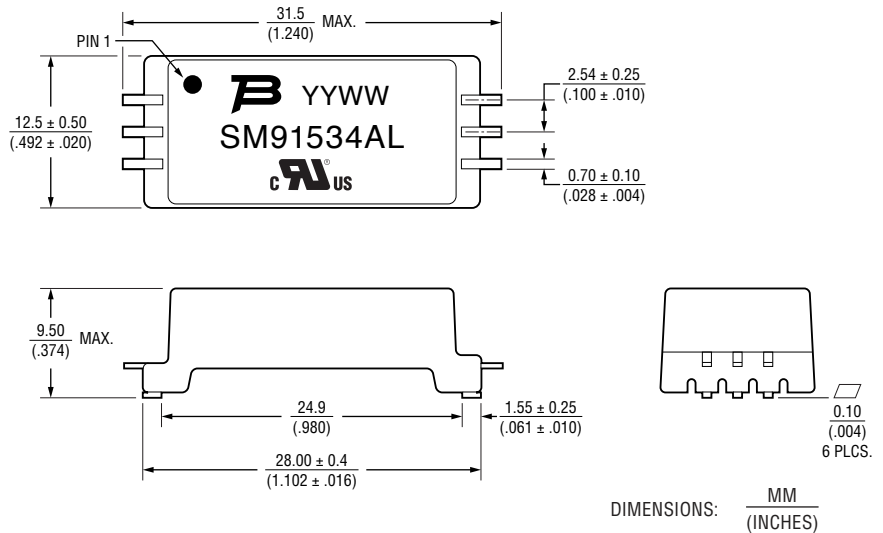 31.5
(1.240)
MAX.
PIN 1
12.5 ± 0.50
(.492 ± .020)
YYWW
SM91534AL
C US
®
2.54 ± 0.25
(.100 ± .010)
0.70 ± 0.10
(.028 ± .004)
9.50
(.374)
MAX.
24.9
(.980)
1.55 ± 0.25
(.061 ± .010)
28.00 ± 0.4
(1.102 ± .016)
0.10
(.004)
6 PLCS.
DIMENSIONS:
MM
(INCHES)